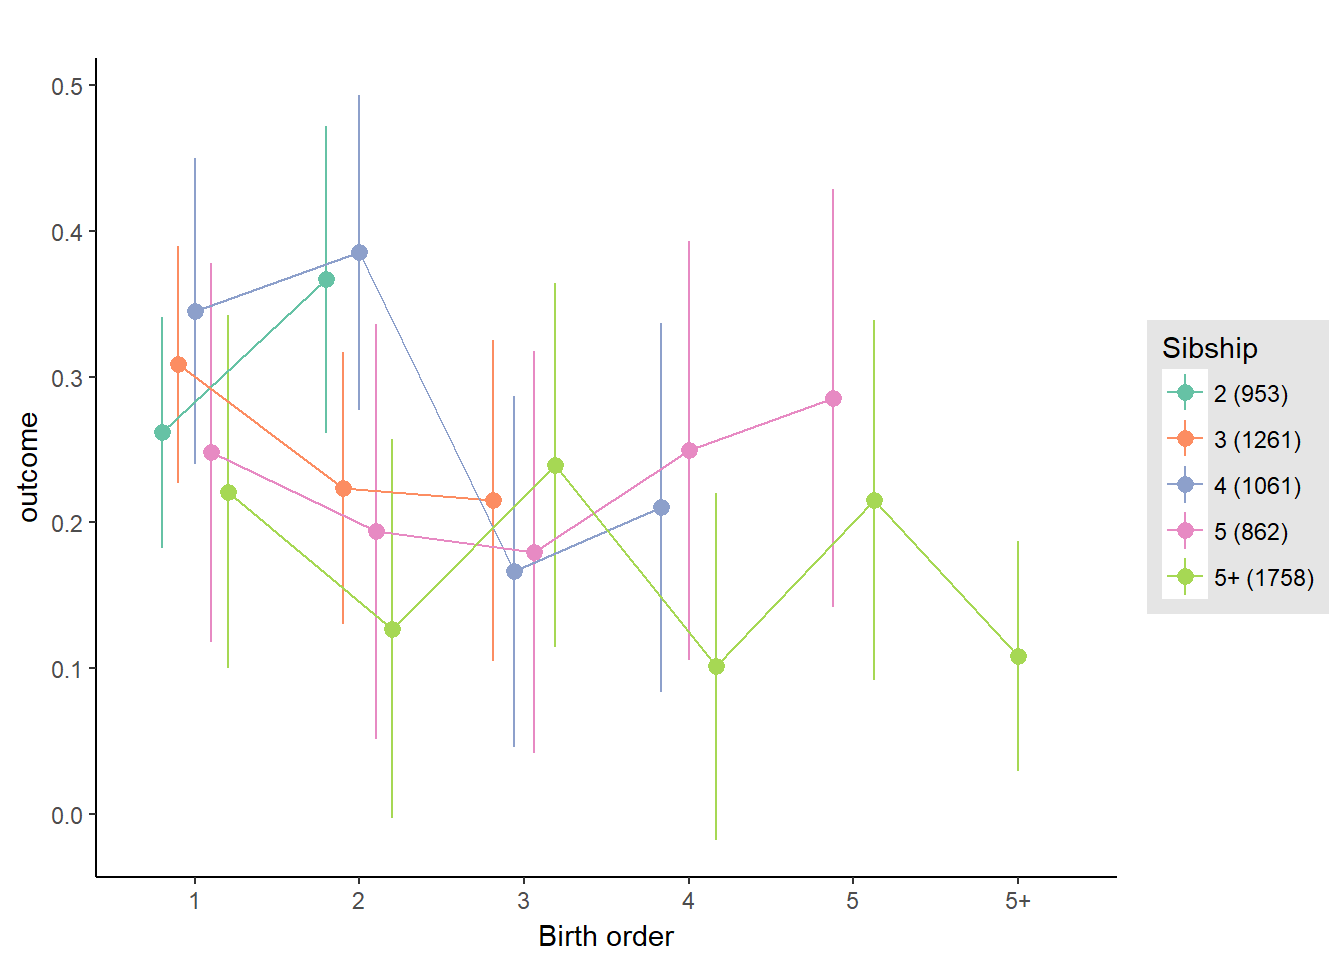 0.5
0.4
0.3
0.2
0.1
0.0
outcome
1 2 3 4 5 5+
Birth order
Sibship
2 (953)
3 (1261)
4 (1061)
5 (862)
5+ (1758)